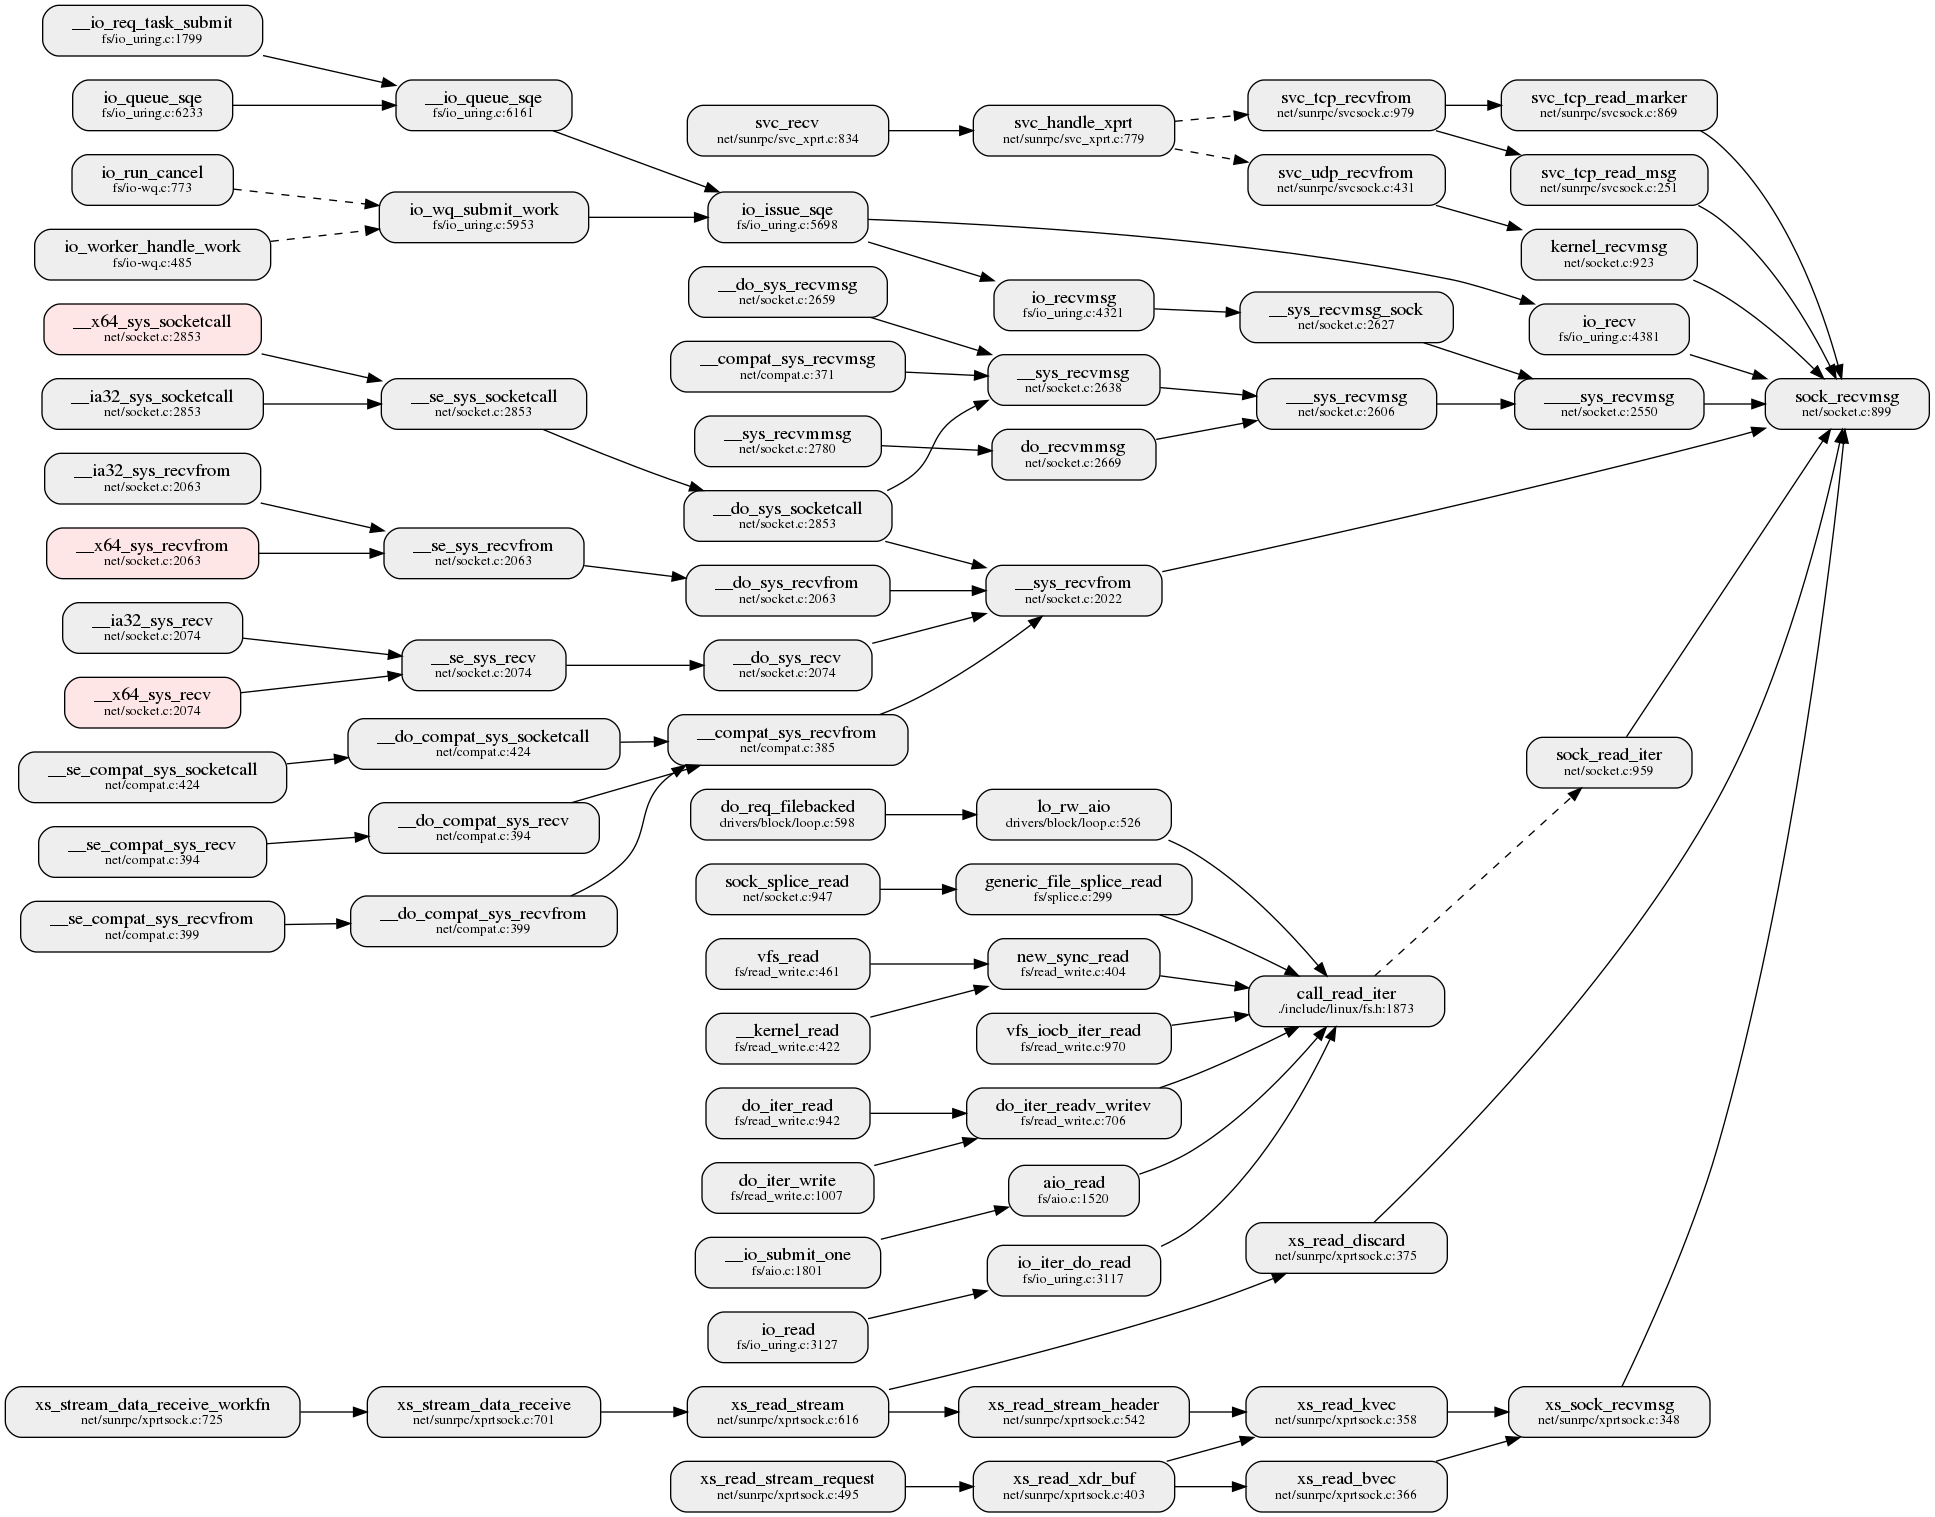 __io_req_task_submit
fs/io_uring.c:1799
io_queue_sqe
fs/io_uring.c:6233
io_run_cancel
fs/io-wq.c:773
io_worker_handle_work
fs/io-wq.c:485
__x64_sys_socketcall
net/socket.c:2853
__ia32_sys_socketcall
net/socket.c:2853
__ia32_sys_recvfrom
net/socket.c:2063
__x64_sys_recvfrom
net/socket.c:2063
__ia32_sys_recv
net/socket.c:2074
__x64_sys_recv
net/socket.c:2074
__se_compat_sys_socketcall
net/compat.c:424
__se_compat_sys_recv
net/compat.c:394
__se_compat_sys_recvfrom
net/compat.c:399
xs_stream_data_receive_workfn
net/sunrpc/xprtsock.c:725
__io_queue_sqe
fs/io_uring.c:6161
io_wq_submit_work
fs/io_uring.c:5953
__se_sys_socketcall
net/socket.c:2853
__se_sys_recvfrom
net/socket.c:2063
__se_sys_recv
net/socket.c:2074
__do_compat_sys_socketcall
net/compat.c:424
__do_compat_sys_recv
net/compat.c:394
__do_compat_sys_recvfrom
net/compat.c:399
xs_stream_data_receive
net/sunrpc/xprtsock.c:701
svc_recv
net/sunrpc/svc_xprt.c:834
io_issue_sqe
fs/io_uring.c:5698
__do_sys_recvmsg
net/socket.c:2659
__compat_sys_recvmsg
net/compat.c:371
__sys_recvmmsg
net/socket.c:2780
__do_sys_socketcall
net/socket.c:2853
__do_sys_recvfrom
net/socket.c:2063
__do_sys_recv
net/socket.c:2074
__compat_sys_recvfrom
net/compat.c:385
do_req_filebacked
drivers/block/loop.c:598
sock_splice_read
net/socket.c:947
vfs_read
fs/read_write.c:461
__kernel_read
fs/read_write.c:422
do_iter_read
fs/read_write.c:942
do_iter_write
fs/read_write.c:1007
__io_submit_one
fs/aio.c:1801
io_read
fs/io_uring.c:3127
xs_read_stream
net/sunrpc/xprtsock.c:616
xs_read_stream_request
net/sunrpc/xprtsock.c:495
svc_handle_xprt
net/sunrpc/svc_xprt.c:779
io_recvmsg
fs/io_uring.c:4321
__sys_recvmsg
net/socket.c:2638
do_recvmmsg
net/socket.c:2669
__sys_recvfrom
net/socket.c:2022
lo_rw_aio
drivers/block/loop.c:526
generic_file_splice_read
fs/splice.c:299
new_sync_read
fs/read_write.c:404
vfs_iocb_iter_read
fs/read_write.c:970
do_iter_readv_writev
fs/read_write.c:706
aio_read
fs/aio.c:1520
io_iter_do_read
fs/io_uring.c:3117
xs_read_stream_header
net/sunrpc/xprtsock.c:542
xs_read_xdr_buf
net/sunrpc/xprtsock.c:403
svc_tcp_recvfrom
net/sunrpc/svcsock.c:979
svc_udp_recvfrom
net/sunrpc/svcsock.c:431
__sys_recvmsg_sock
net/socket.c:2627
___sys_recvmsg
net/socket.c:2606
call_read_iter
./include/linux/fs.h:1873
xs_read_discard
net/sunrpc/xprtsock.c:375
xs_read_kvec
net/sunrpc/xprtsock.c:358
xs_read_bvec
net/sunrpc/xprtsock.c:366
svc_tcp_read_marker
net/sunrpc/svcsock.c:869
svc_tcp_read_msg
net/sunrpc/svcsock.c:251
kernel_recvmsg
net/socket.c:923
io_recv
fs/io_uring.c:4381
____sys_recvmsg
net/socket.c:2550
sock_read_iter
net/socket.c:959
xs_sock_recvmsg
net/sunrpc/xprtsock.c:348
sock_recvmsg
net/socket.c:899